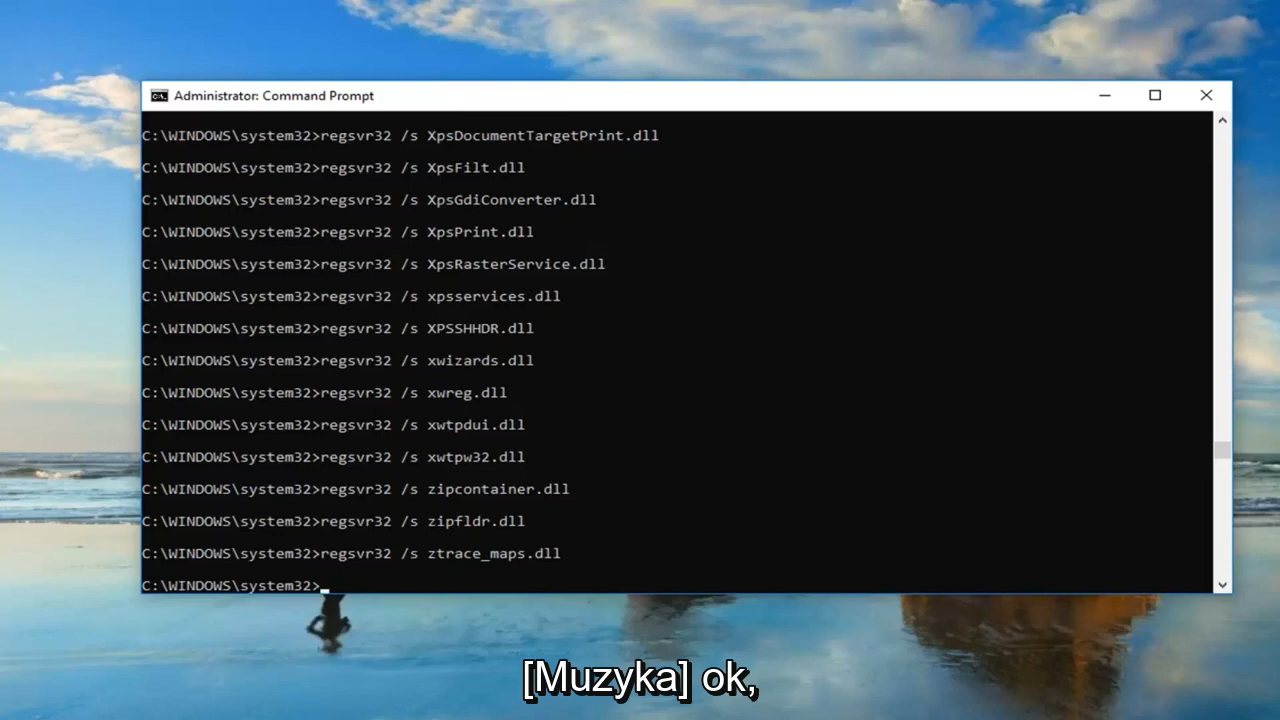 Administrator: Command Prompt
C:\WINDOWS\system32>regsvr32 /s XpsDocumentTargetPrint.dll
C:\WINDOWS\system32>regsvr32 /s XpsFilt.dll
C:\WINDOWS\system32>regsvr32 /s XpsGdiConverter.dll
C:\WINDOWS\system32>regsvr32 /s XpsPrint.dll
C:\WINDOWS\system32>regsvr32 /s XpsRasterService.dll
C:\WINDOWS\system32>regsvr32 /s xpsservices.dll
C:\WINDOWS\system32>regsvr32 /s XPSSHHDR.dll
C:\WINDOWS\system32>regsvr32 /s xwizards.dll
C:\WINDOWS\system32>regsvr32 /s xwreg.dll
C:\WINDOWS\system32>regsvr32 /s xwtpdui.dll
C:\WINDOWS\system32>regsvr32 /s xwtpw32.dll
C:\WINDOWS\system32>regsvr32 /s zipcontainer.dll
C:\WINDOWS\system32>regsvr32 /s zipfldr.dll
C:\WINDOWS\system32>regsvr32 /s ztrace_maps.dll
C:\WINDOWS\system32>
[Muzyka] ok,